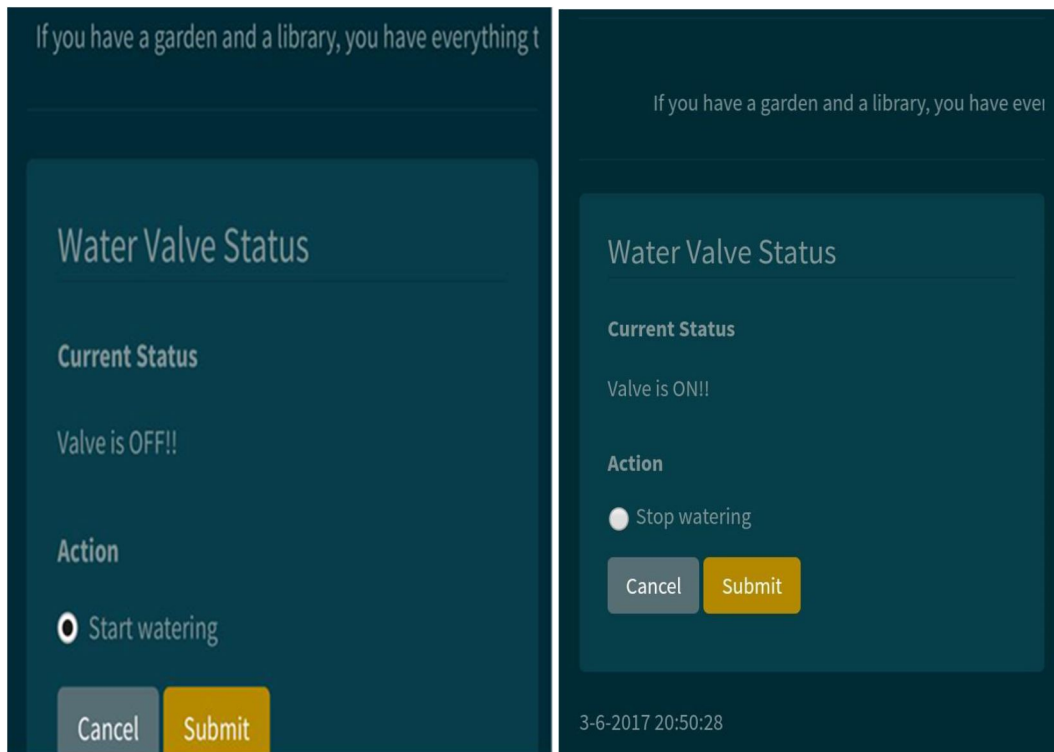 If you have a garden and a library, you have everything t
Water Valve Status
Current Status
Valve is OFF!!
Action
Start watering
Cancel Submit
If you have a garden and a library, you have ever
Water Valve Status
Current Status
Valve is ON!!
Action
Stop watering
Cancel Submit
3-6-2017 20:50:28